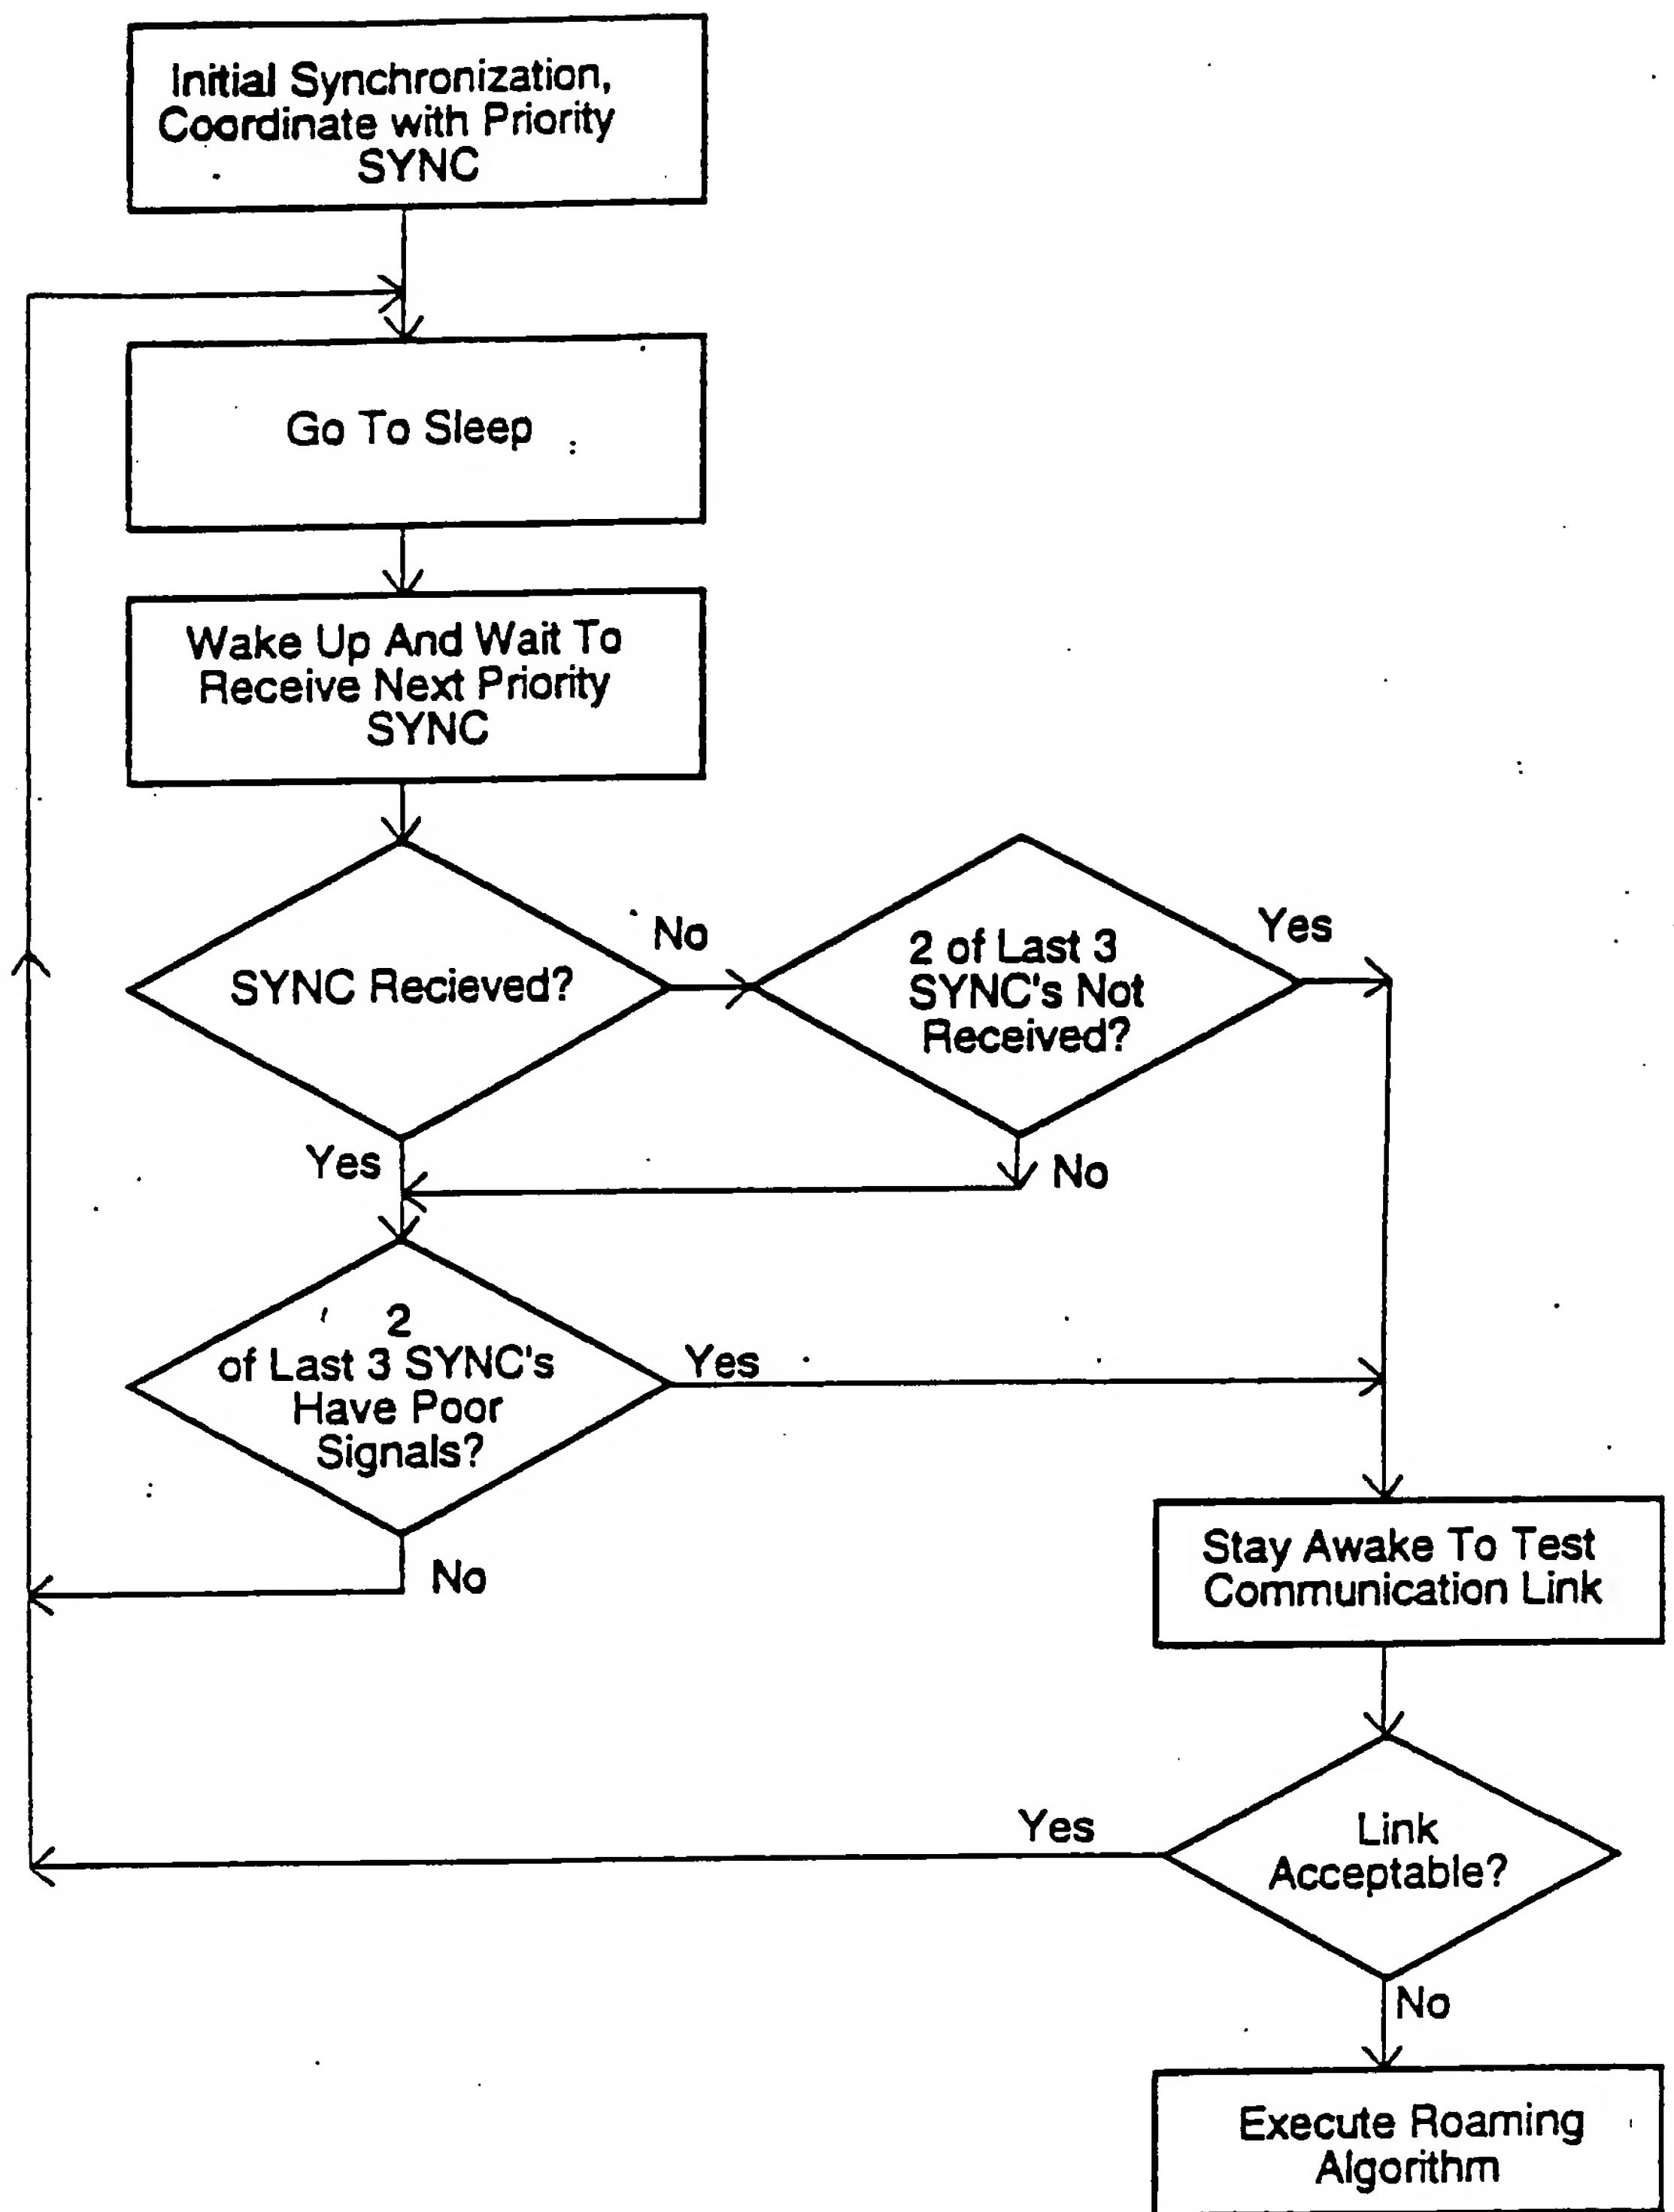 Initial Synchronization,
Coordinate with Priority
SYNC
Go To Sleep
Wake Up And Wait To
Receive Next Priority
SYNC
SYNC Recieved?
No
2 of Last 3
SYNC's Not
Received?
Yes
Yes
No
2
of Last 3 SYNC's
Have Poor
Signals?
Yes
No
Stay Awake To Test
Communication Link
Link
Acceptable?
Yes
No
Execute Roaming
Algorithm